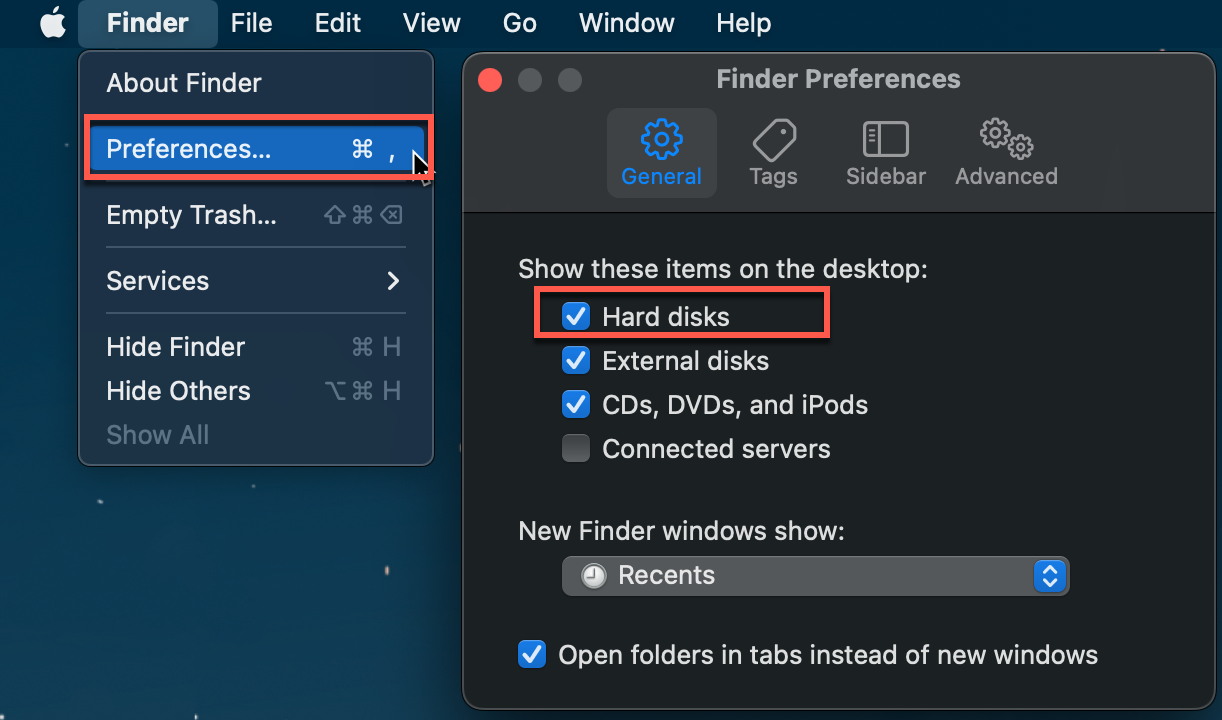 Finder File Edit View Go Window Help
About Finder
Preferences... ⌘ ,
Empty Trash... ⇧⌘⌫
Services
Hide Finder ⌘ H
Hide Others ⌥⌘ H
Show All
Finder Preferences
General Tags Sidebar Advanced
Show these items on the desktop:
Hard disks
External disks
CDs, DVDs, and iPods
Connected servers
New Finder windows show:
Recents
Open folders in tabs instead of new windows